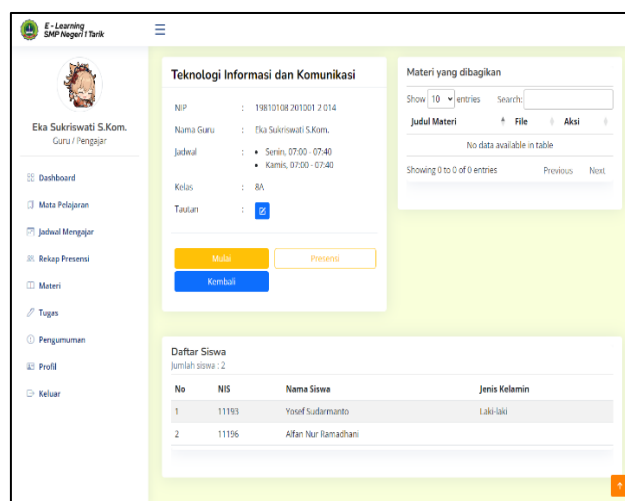 E - Learning
SMP Negeri 1 Tarik
Eka Sukriswati S.Kom.
Guru / Pengajar
Dashboard
Mata Pelajaran
Jadwal Mengajar
Rekap Presensi
Materi
Tugas
Pengumuman
Profil
Keluar
Teknologi Informasi dan Komunikasi
NIP : 19810108 201001 2 014
Nama Guru : Eka Sukriswati S.Kom.
Jadwal : • Senin, 07:00 - 07:40
• Kamis, 07:00 - 07:40
Kelas : 8A
Tautan :
Mulai Presensi
Kembali
Materi yang dibagikan
Show 10 entries Search:
Judul Materi File Aksi
No data available in table
Showing 0 to 0 of 0 entries Previous Next
Daftar Siswa
Jumlah siswa : 2
No NIS Nama Siswa Jenis Kelamin
1 11193 Yosef Sudarmanto Laki-laki
2 11196 Alfan Nur Ramadhani